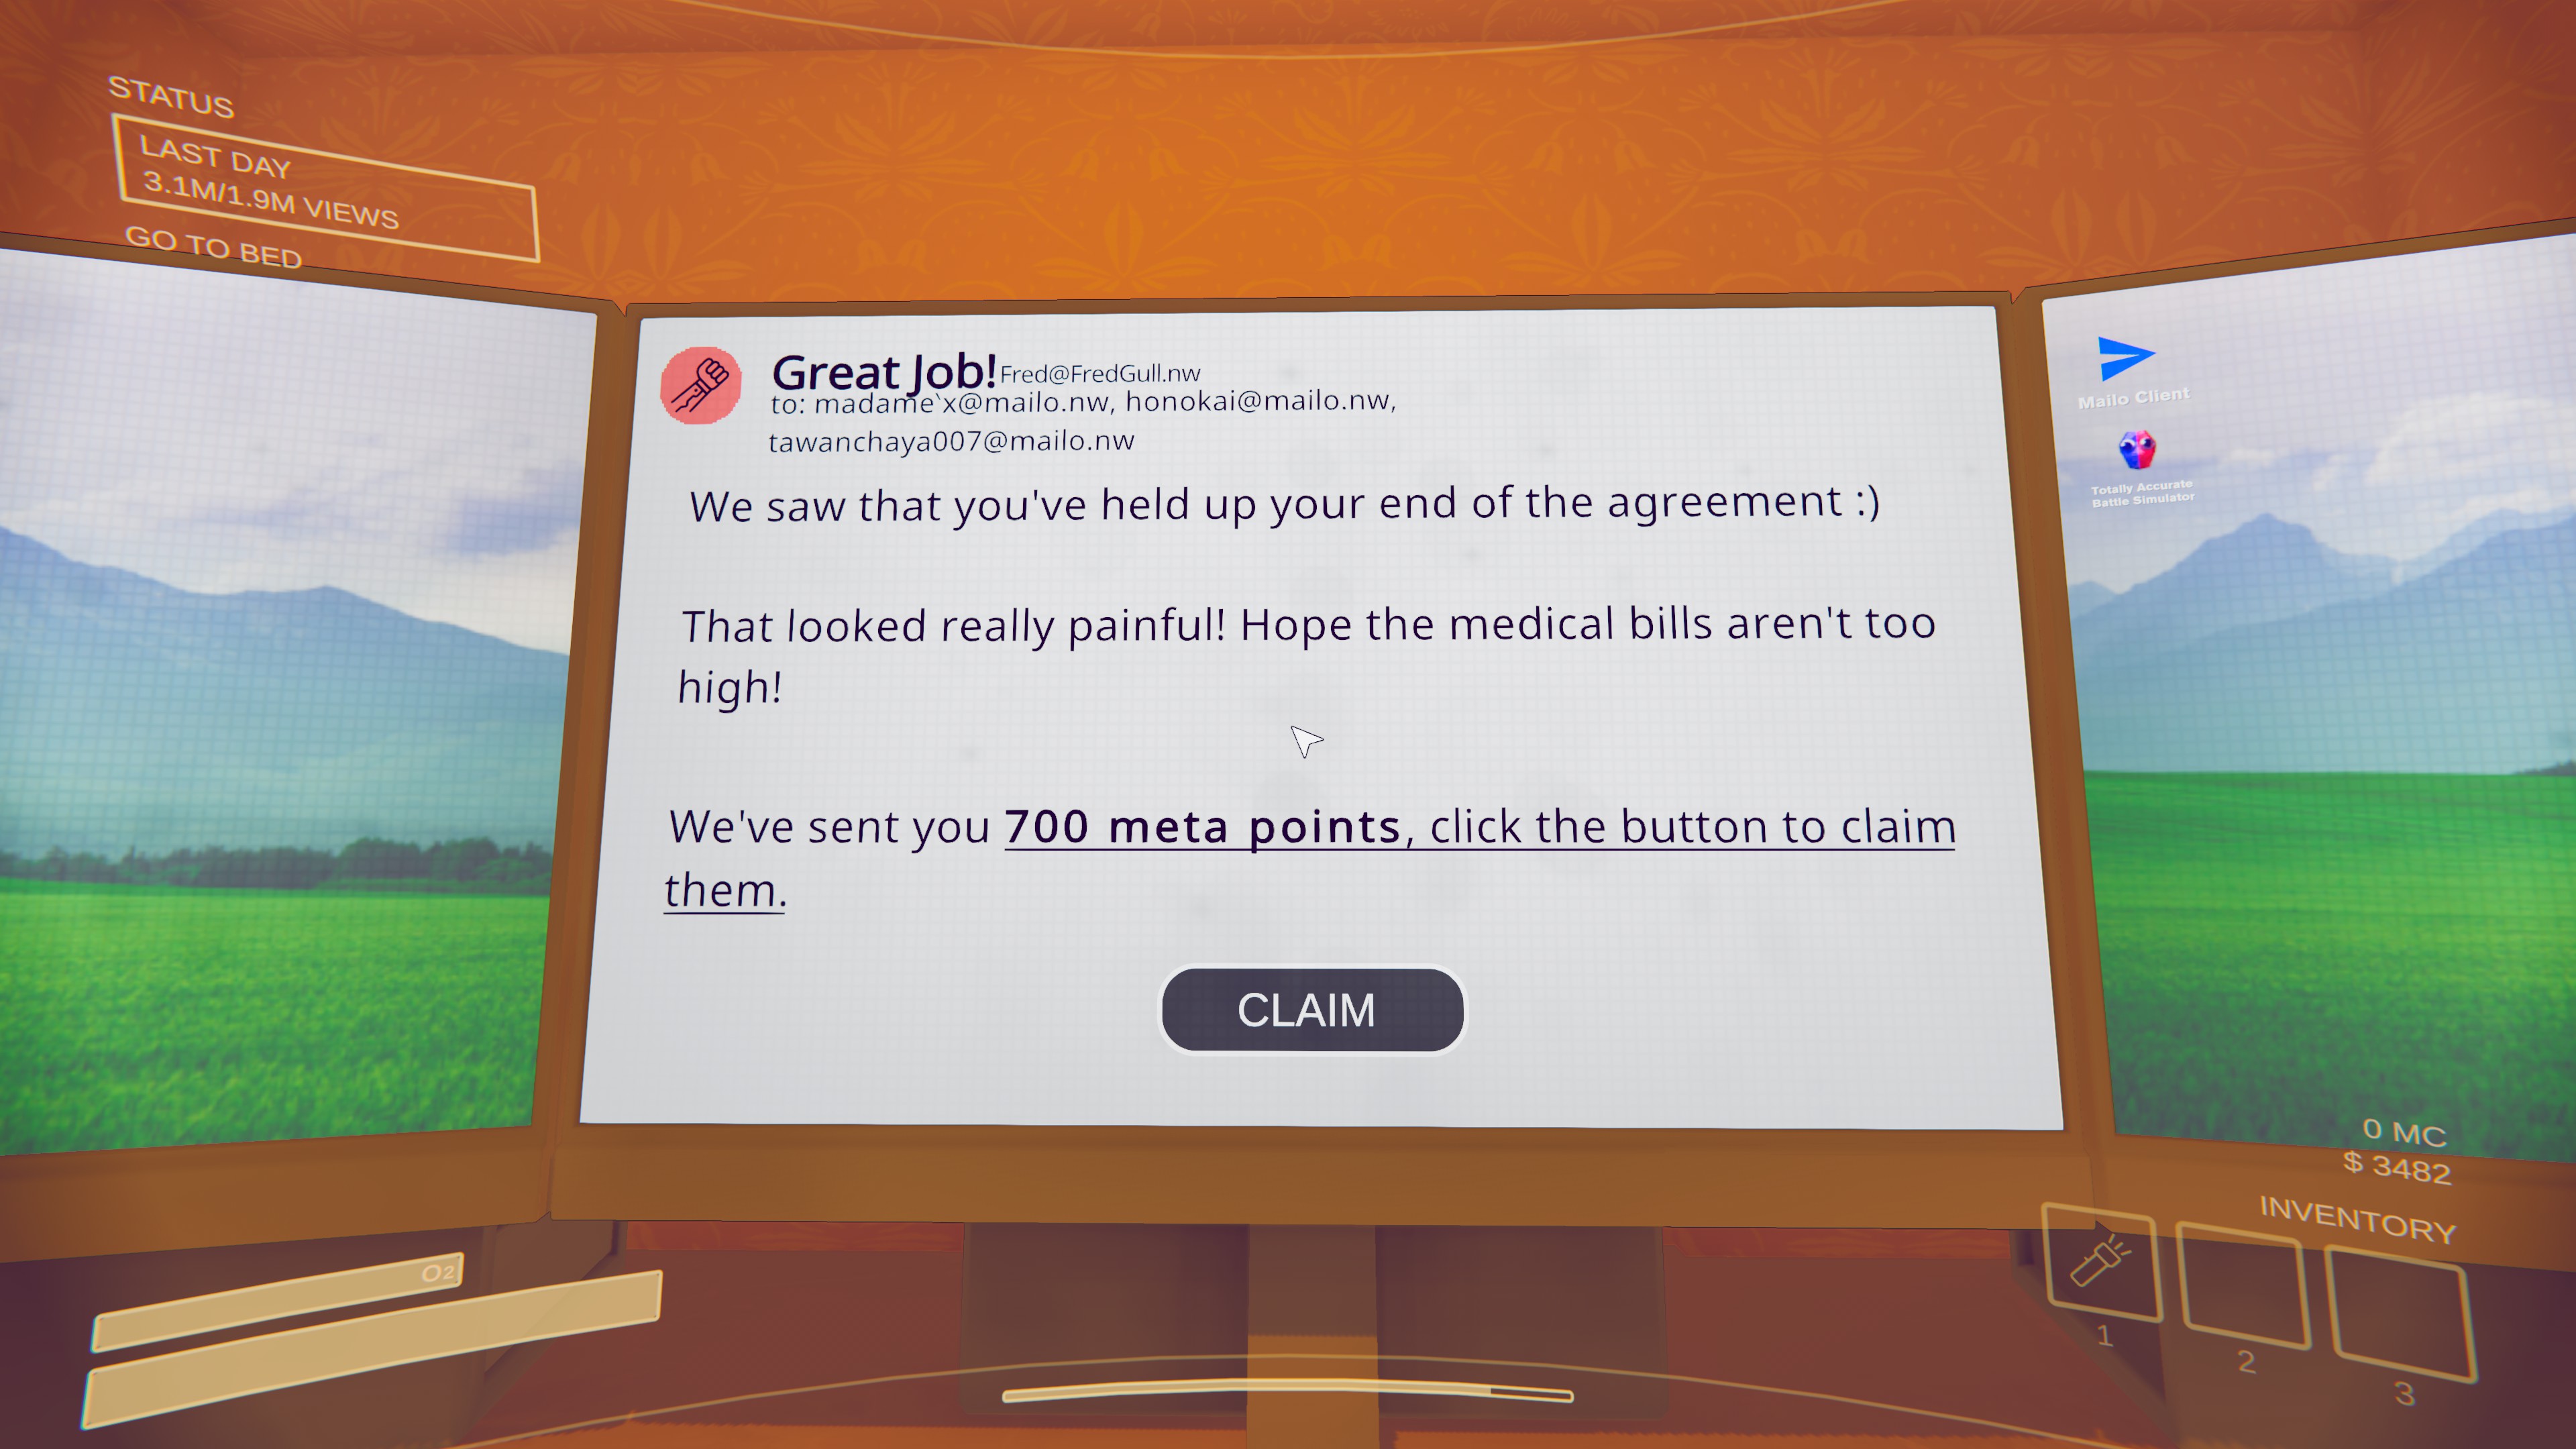 STATUS
LAST DAY
3.1M/1.9M VIEWS
GO TO BED
Great Job! Fred@FredGull.nw
to: madame`x@mailo.nw, honokai@mailo.nw,
tawanchaya007@mailo.nw
We saw that you've held up your end of the agreement :)
That looked really painful! Hope the medical bills aren't too
high!
We've sent you 700 meta points, click the button to claim
them.
CLAIM
Mailo Client
Totally Accurate
Battle Simulator
0 MC
$ 3482
INVENTORY
1
2
3
O2